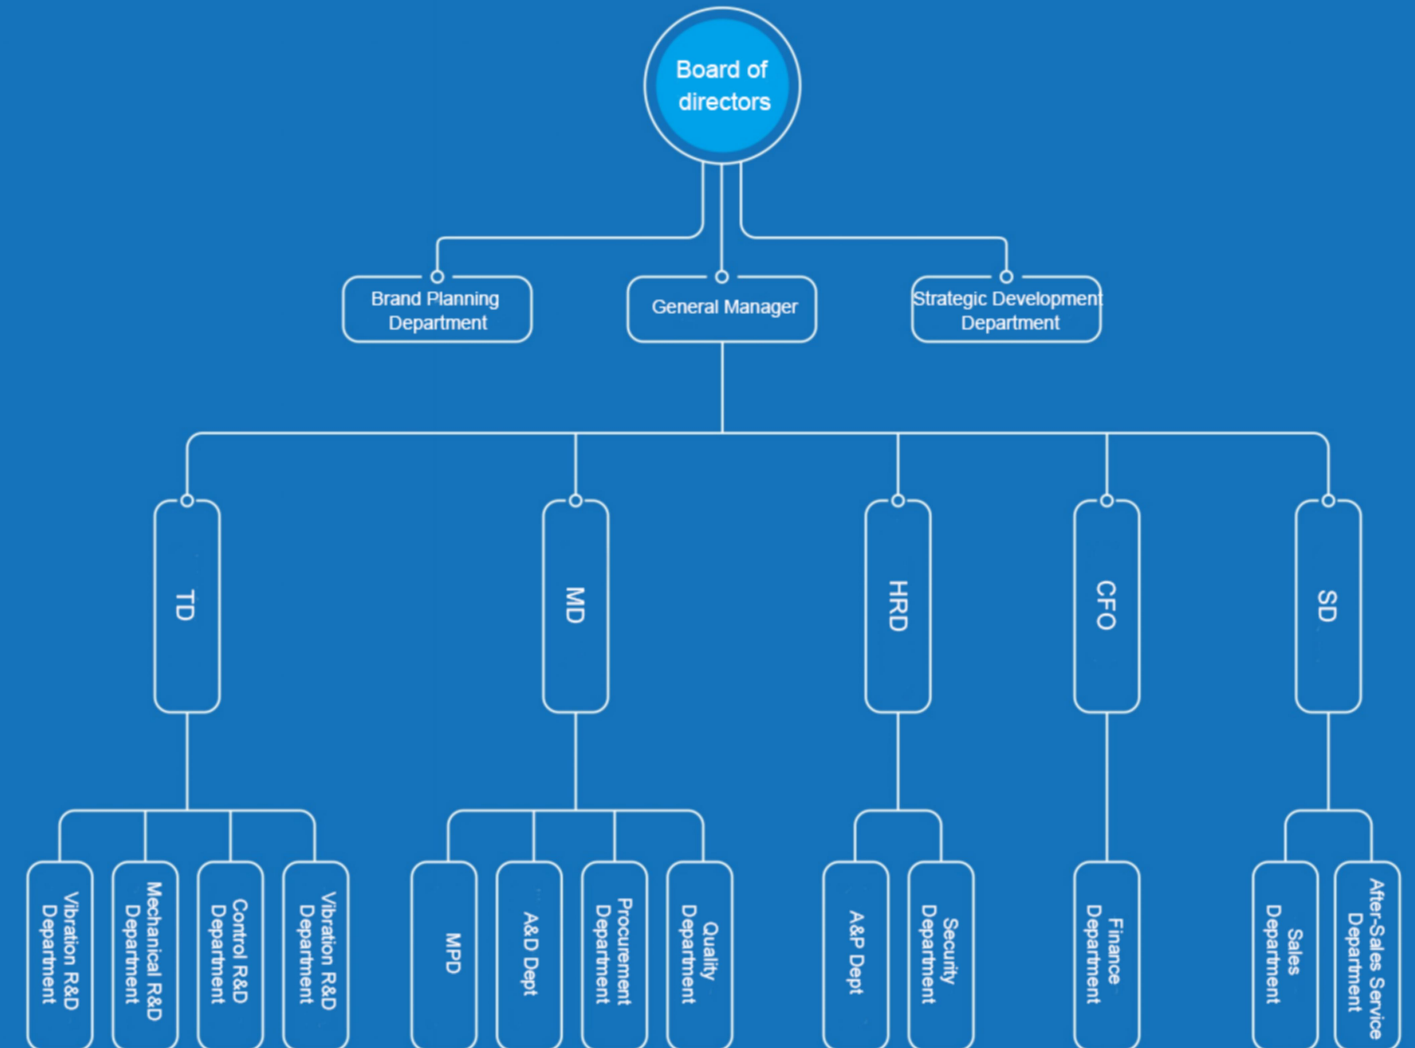 Board of
directors
Brand Planning
Department
General Manager
Strategic Development
Department
TD
MD
HRD
CFO
SD
Vibration R&D
Department
Mechanical R&D
Department
Control R&D
Department
Vibration R&D
Department
MPD
A&D Dept
Procurement
Department
Quality
Department
A&P Dept
Security
Department
Finance
Department
Sales
Department
After-Sales Service
Department